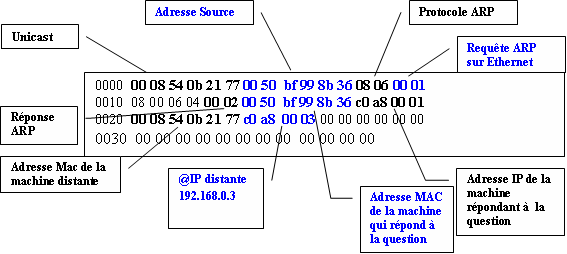 Adresse Source
Protocole ARP
Unicast
Requête ARP
sur Ethernet
0000 00 08 54 0b 21 77 00 50 bf 99 8b 36 08 06 00 01
0010 08 00 06 04 00 02 00 50 bf 99 8b 36 c0 a8 00 01
0020 00 08 54 0b 21 77 c0 a8 00 03 00 00 00 00 00 00
0030 00 00 00 00 00 00 00 00 00 00 00 00
Réponse
ARP
Adresse Mac de la
machine distante
@IP distante
192.168.0.3
Adresse MAC
de la machine
qui répond à
la question
Adresse IP de la
machine
répondant à la
question